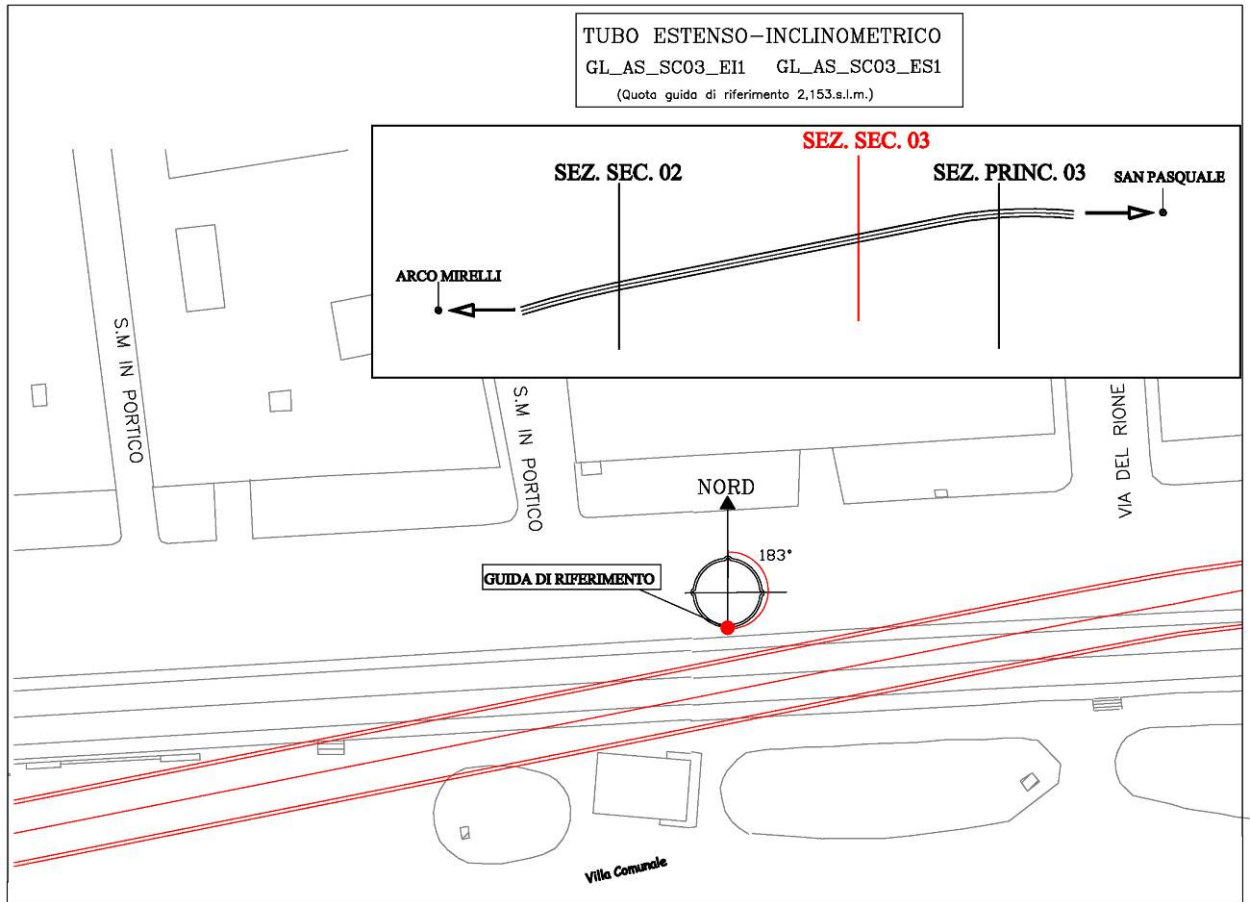 TUBO ESTENSO-INCLINOMETRICO
GL_AS_SC03_EI1 GL_AS_SC03_ES1
(Quota guida di riferimento 2,153.s.l.m.)
SEZ. SEC. 03
SEZ. SEC. 02
SEZ. PRINC. 03
SAN PASQUALE
ARCO MIRELLI
S.M IN PORTICO
S.M IN PORTICO
VIA DEL RIONE
NORD
183°
GUIDA DI RIFERIMENTO
Villa Comunale